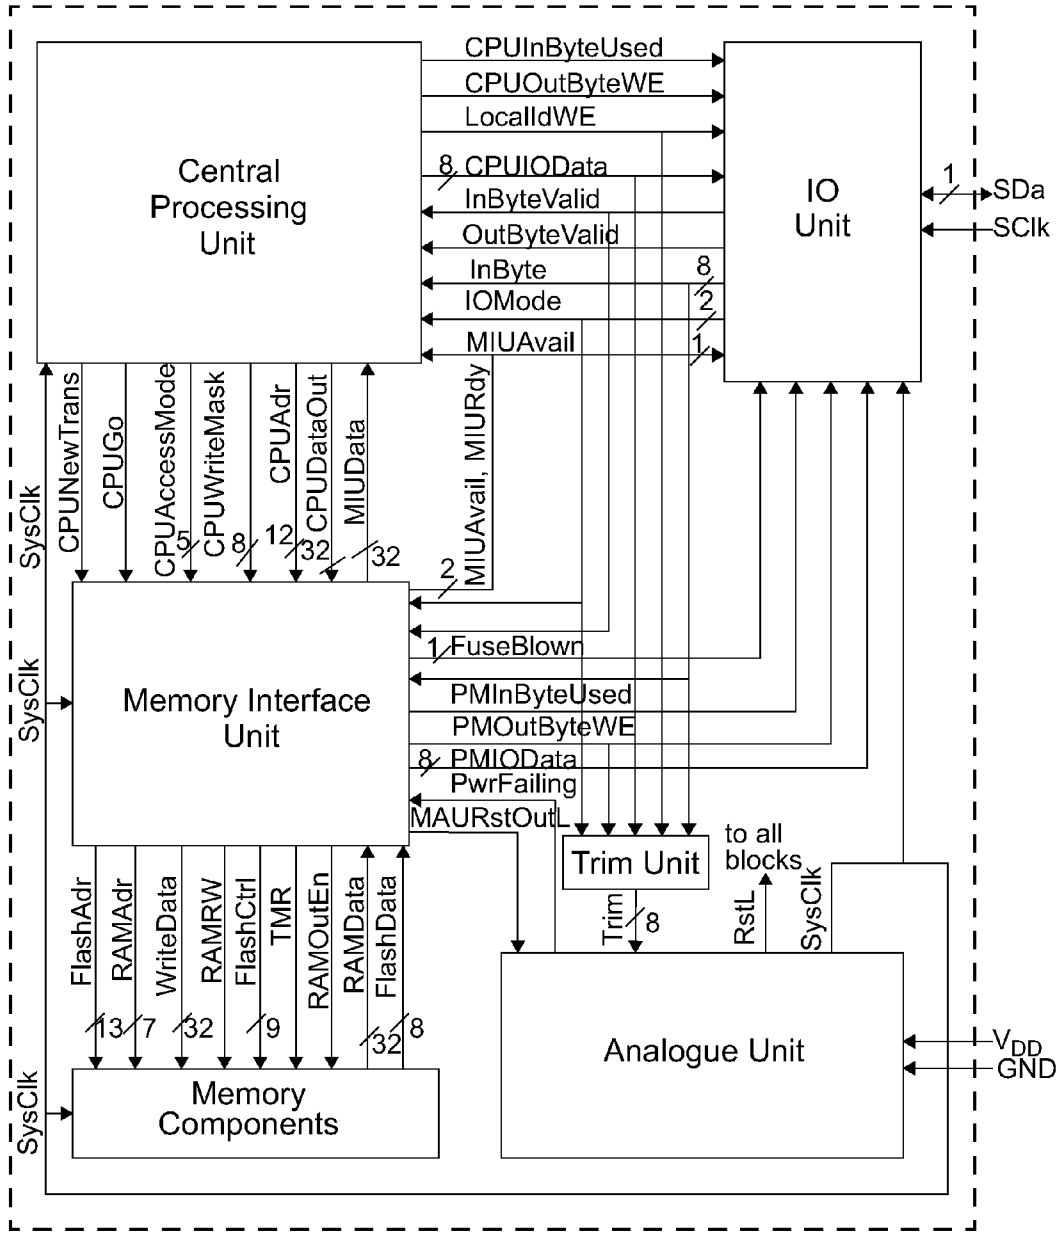 CPUInByteUsed
CPUOutByteWE
LocalIdWE
8 CPUIOData
InByteValid
OutByteValid
InByte 8
IOMode 2
MIUAvail 1
Central
Processing
Unit
IO
Unit
1 SDa
SClk
SysClk
CPUNewTrans
CPUGo
CPUAccessMode
5
CPUWriteMask
8
CPUAdr
12
CPUDataOut
32
MIUData
32
MIUAvail, MIURdy
2
1 FuseBlown
PMInByteUsed
PMOutByteWE
8 PMIOData
PwrFailing
MAURstOutL
SysClk
Memory Interface
Unit
Trim Unit
to all
blocks
Trim
8
RstL
SysClk
FlashAdr
13
RAMAdr
7
WriteData
32
RAMRW
FlashCtrl
9
TMR
RAMOutEn
RAMData
32
FlashData
8
Analogue Unit
VDD
GND
SysClk
Memory
Components